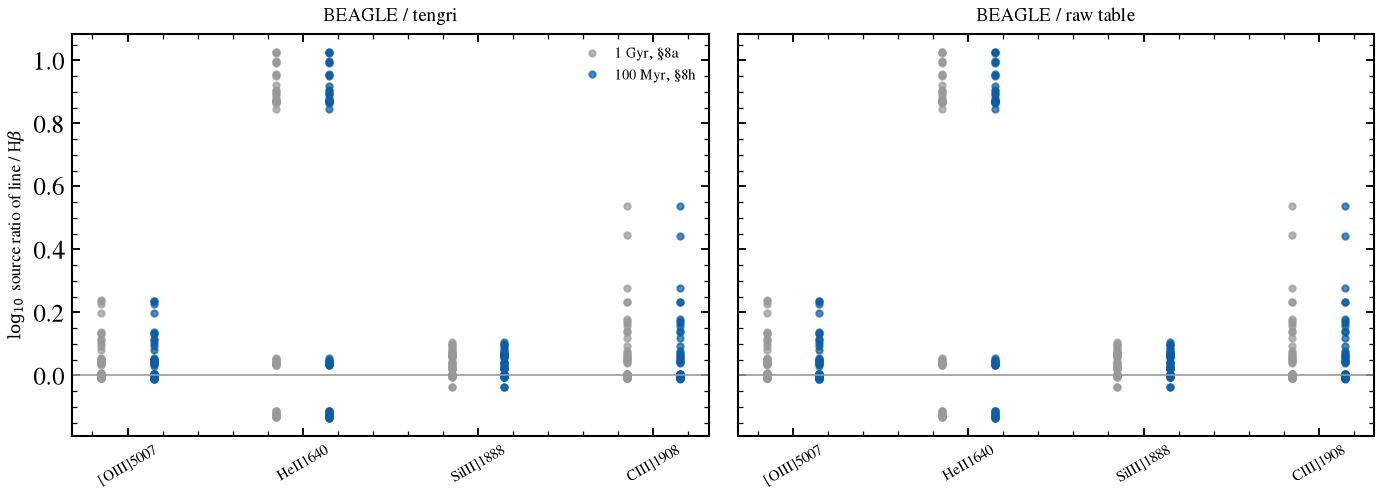 BEAGLE / tengri
BEAGLE / raw table
1 Gyr, §8a
100 Myr, §8h
log₁₀ source ratio of line / Hβ
1.0
0.8
0.6
0.4
0.2
0.0
[OIII]5007
HeII1640
SiIII]1888
CIII]1908
[OIII]5007
HeII1640
SiIII]1888
CIII]1908